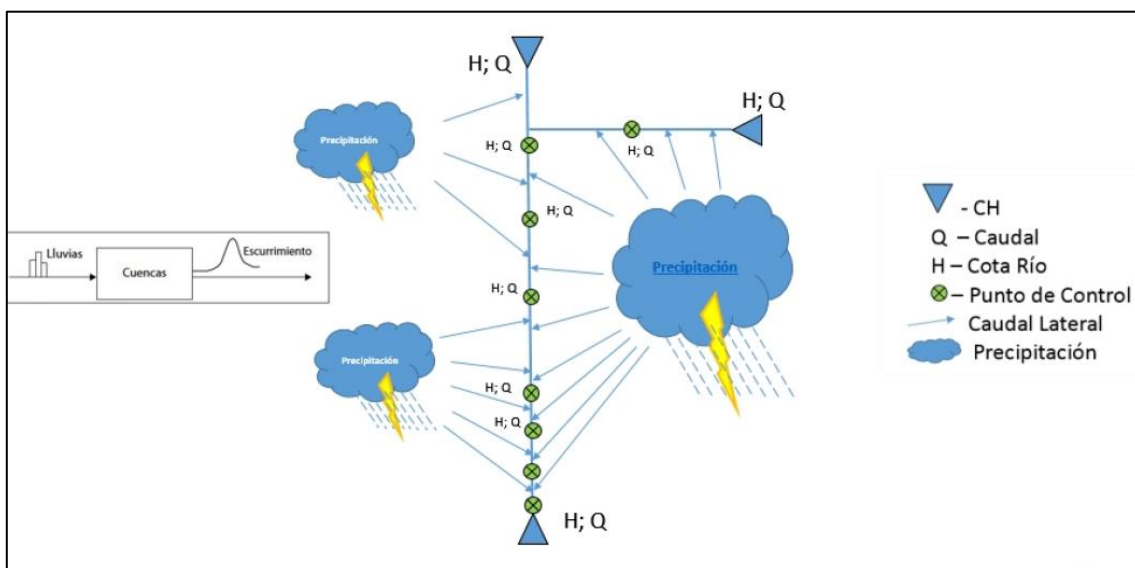 H; Q
H; Q
Precipitación
H; Q
H; Q
H; Q
Lluvias
Escurrimiento
Cuencas
Precipitación
H; Q
Precipitación
H; Q
H; Q
H; Q
- CH
Q – Caudal
H – Cota Río
– Punto de Control
Caudal Lateral
Precipitación